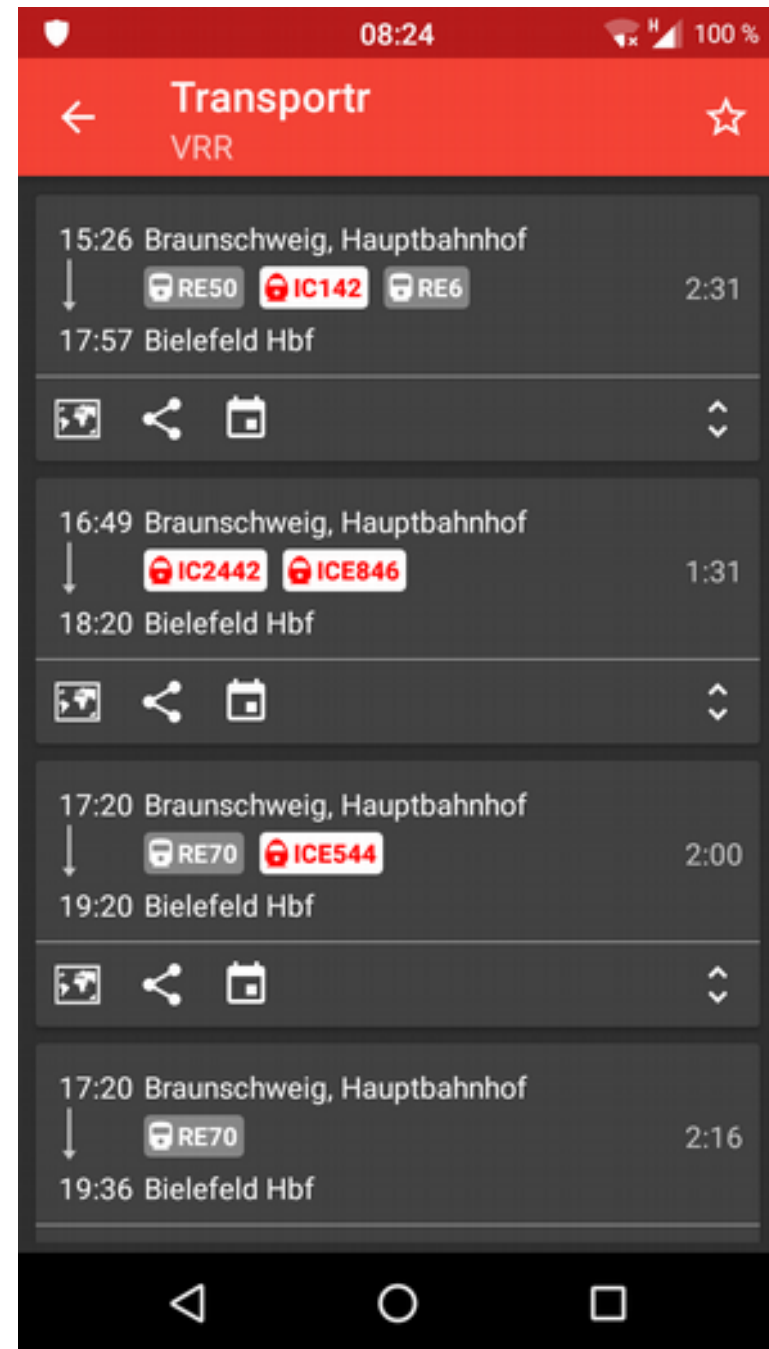 08:24 H 100 %
Transportr
VRR
15:26 Braunschweig, Hauptbahnhof
RE50 IC142 RE6 2:31
17:57 Bielefeld Hbf
16:49 Braunschweig, Hauptbahnhof
IC2442 ICE846 1:31
18:20 Bielefeld Hbf
17:20 Braunschweig, Hauptbahnhof
RE70 ICE544 2:00
19:20 Bielefeld Hbf
17:20 Braunschweig, Hauptbahnhof
RE70 2:16
19:36 Bielefeld Hbf